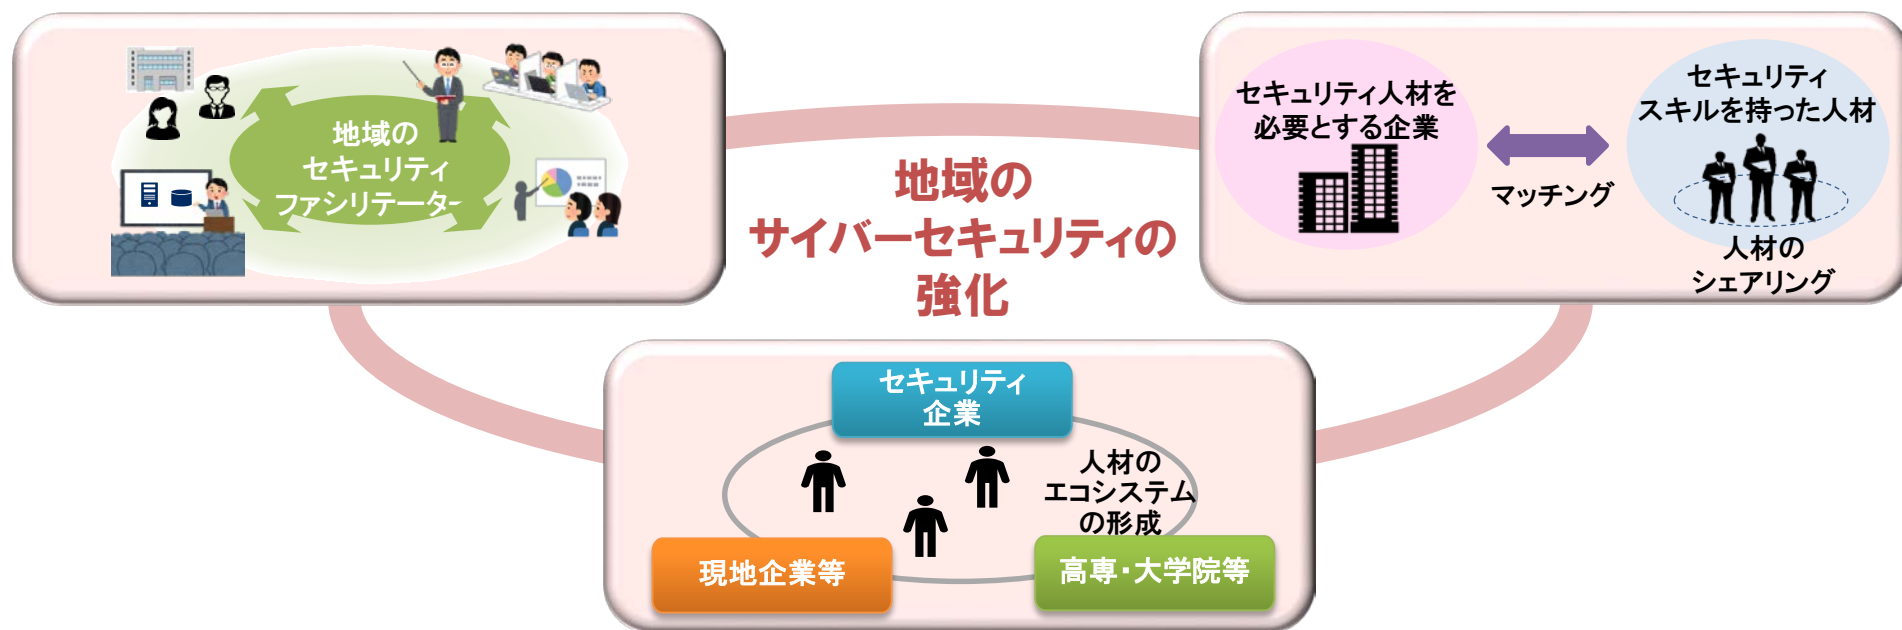 地域の
セキュリティ
ファシリテーター
地域の
サイバーセキュリティの
強化
セキュリティ人材を
必要とする企業
マッチング
セキュリティ
スキルを持った人材
人材の
シェアリング
セキュリティ
企業
人材の
エコシステム
の形成
現地企業等
高専・大学院等